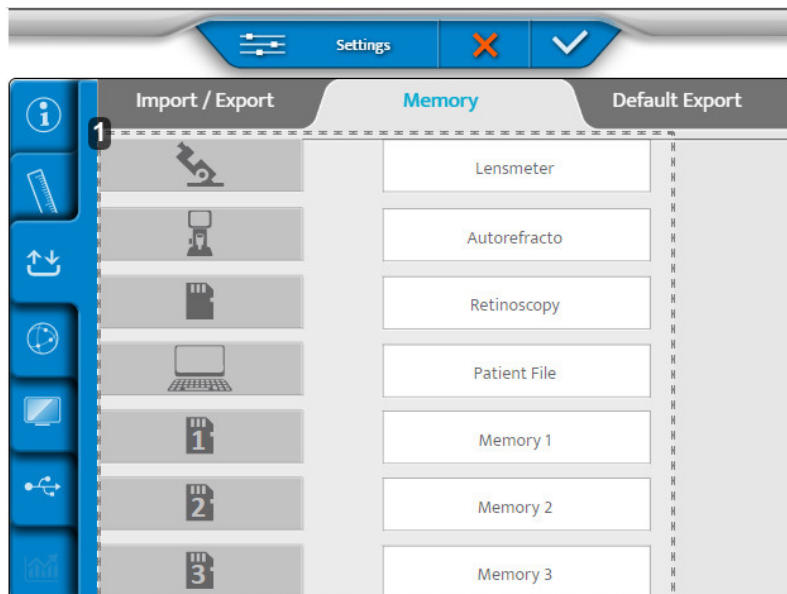 Settings
Import / Export Memory Default Export
1
Lensmeter
Autorefracto
Retinoscopy
Patient File
1 Memory 1
2 Memory 2
3 Memory 3